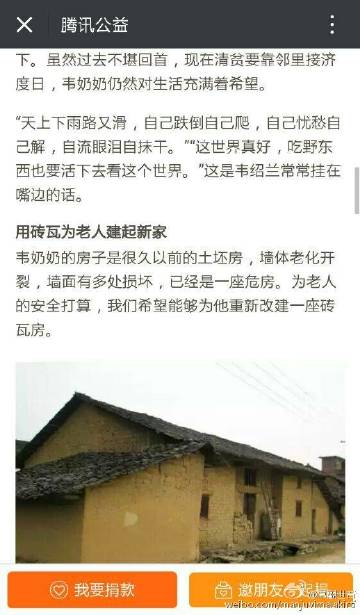 腾讯公益
下。虽然过去不堪回首，现在清贫要靠邻里接济
度日，韦奶奶仍然对生活充满着希望。
“天上下雨路又滑，自己跌倒自己爬，自己忧愁自
己解，自流眼泪自抹干。”“这世界真好，吃野东
西也要活下去看这个世界。”这是韦绍兰常常挂在
嘴边的话。
用砖瓦为老人建起新家
韦奶奶的房子是很久以前的土坯房，墙体老化开
裂，墙面有多处损坏，已经是一座危房。为老人
的安全打算，我们希望能够为他重新改建一座砖
瓦房。
我要捐款
邀朋友
捐